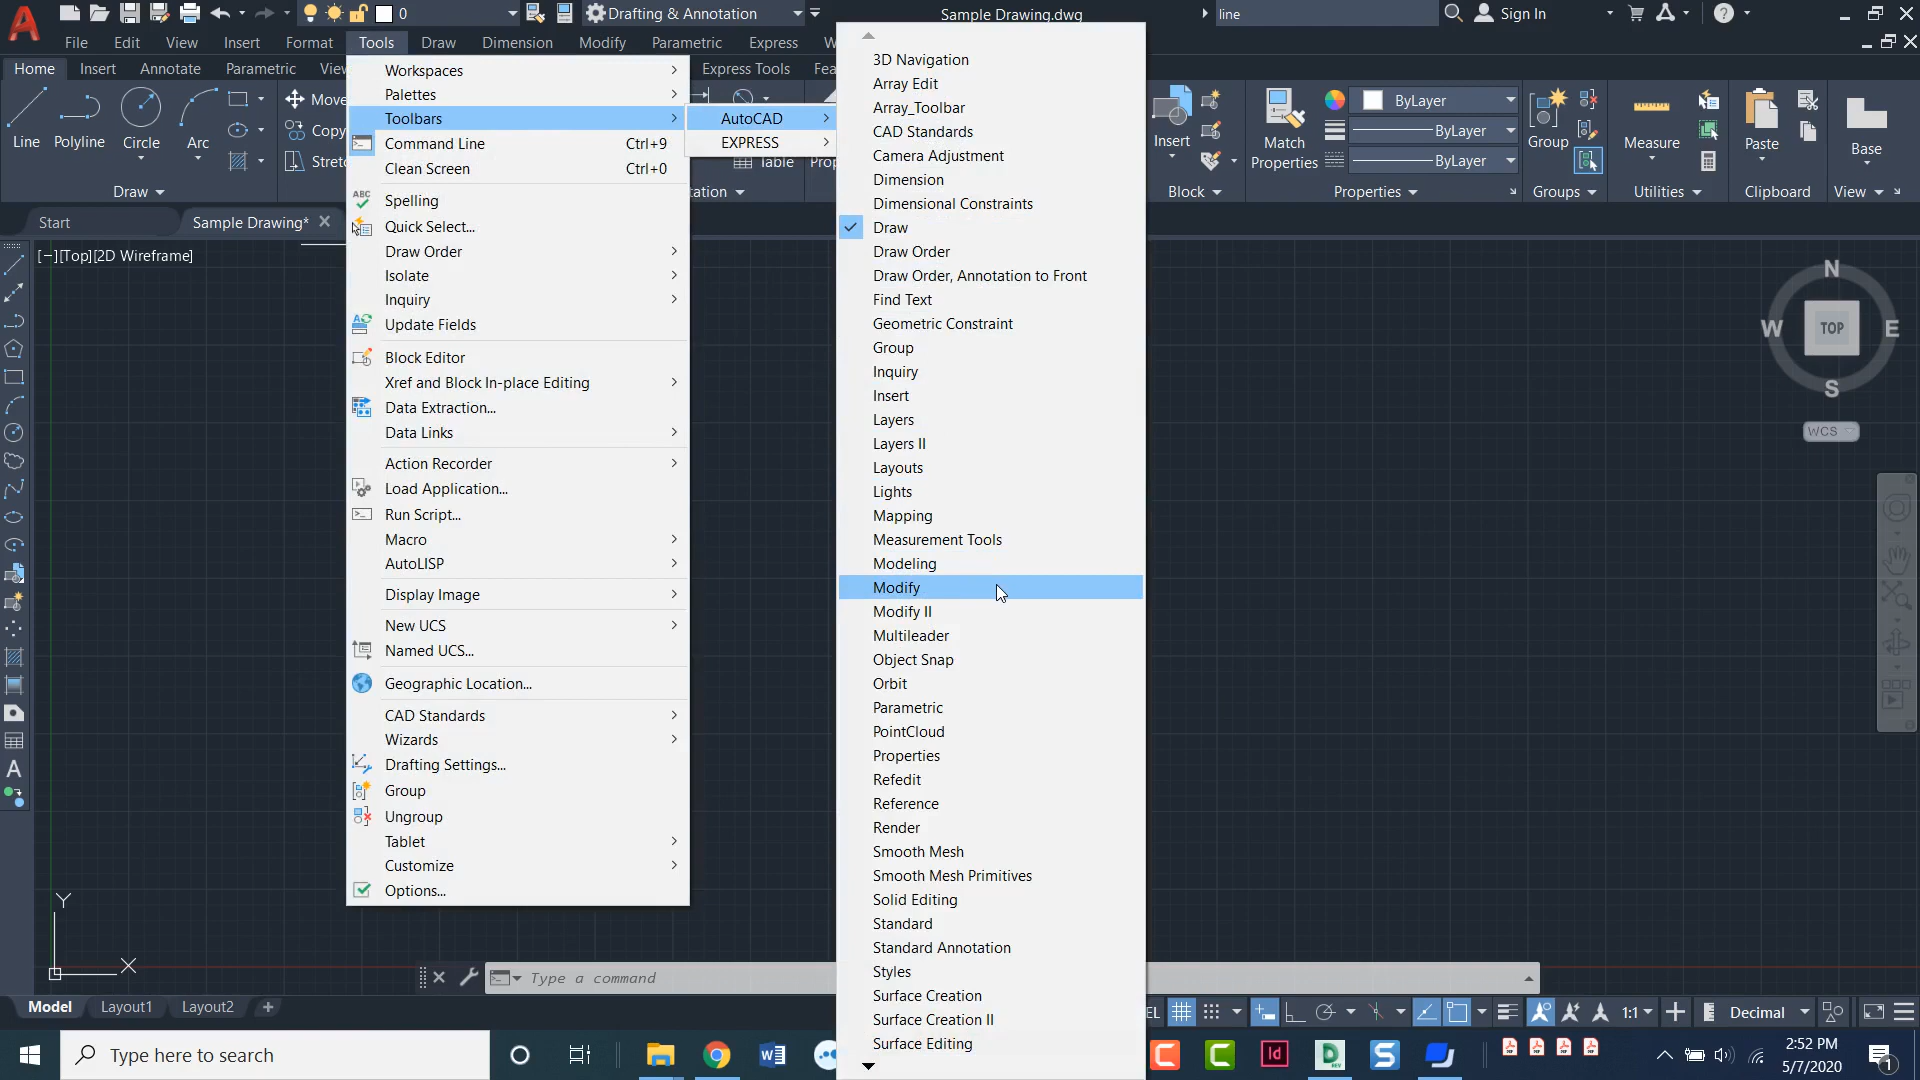 0
Drafting & Annotation
Sample Drawing.dwg
line
Sign In
File Edit View Insert Format Tools Draw Dimension Modify Parametric Express W
Home Insert Annotate Parametric Express Tools Fea
Line
Polyline
Circle
Arc
Move
Copy
Stretc
Draw
Table
tation
Insert
Block
Match
Properties
ByLayer
ByLayer
ByLayer
Properties
Group
Groups
Measure
Utilities
Paste
Clipboard
Base
View
Start
Sample Drawing*
[−][Top][2D Wireframe]
Workspaces
Palettes
Toolbars
Command Line Ctrl+9
Clean Screen Ctrl+0
ABC
Spelling
Quick Select...
Draw Order
Isolate
Inquiry
Update Fields
Block Editor
Xref and Block In-place Editing
Data Extraction...
Data Links
Action Recorder
Load Application...
Run Script...
Macro
AutoLISP
Display Image
New UCS
Named UCS...
Geographic Location...
CAD Standards
Wizards
Drafting Settings...
Group
Ungroup
Tablet
Customize
Options...
AutoCAD
EXPRESS
3D Navigation
Array Edit
Array_Toolbar
CAD Standards
Camera Adjustment
Dimension
Dimensional Constraints
Draw
Draw Order
Draw Order, Annotation to Front
Find Text
Geometric Constraint
Group
Inquiry
Insert
Layers
Layers II
Layouts
Lights
Mapping
Measurement Tools
Modeling
Modify
Modify II
Multileader
Object Snap
Orbit
Parametric
PointCloud
Properties
Refedit
Reference
Render
Smooth Mesh
Smooth Mesh Primitives
Solid Editing
Standard
Standard Annotation
Styles
Surface Creation
Surface Creation II
Surface Editing
N
W TOP E
S
WCS
A
Y
X
Type a command
Model Layout1 Layout2 +
EL
1:1
Decimal
Type here to search
Id
2:52 PM
5/7/2020
1